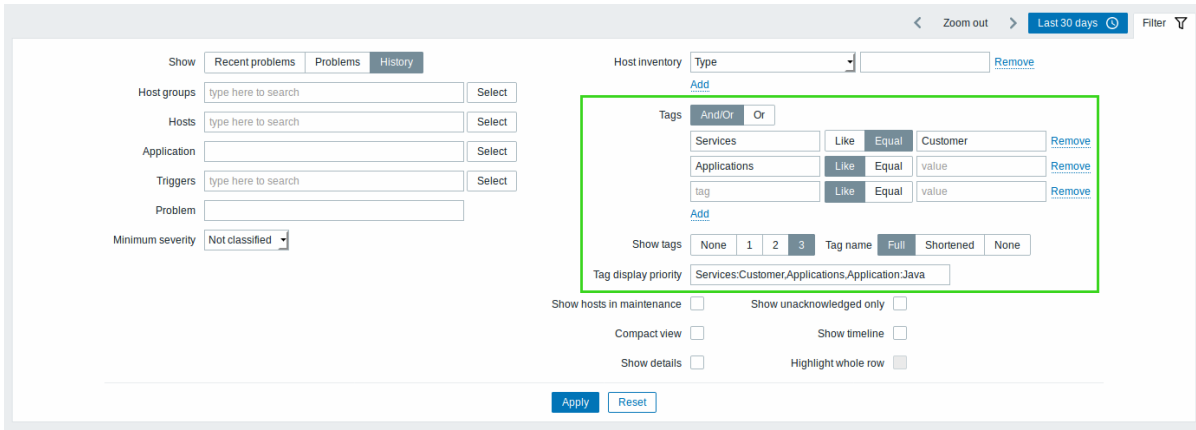 Zoom out Last 30 days Filter
Show Recent problems Problems History
Host groups type here to search Select
Hosts type here to search Select
Application Select
Triggers type here to search Select
Problem
Minimum severity Not classified
Host inventory Type Remove
Add
Tags And/Or Or
Services Like Equal Customer Remove
Applications Like Equal value Remove
tag Like Equal value Remove
Add
Show tags None 1 2 3 Tag name Full Shortened None
Tag display priority Services:Customer,Applications,Application:Java
Show hosts in maintenance Show unacknowledged only
Compact view Show timeline
Show details Highlight whole row
Apply Reset